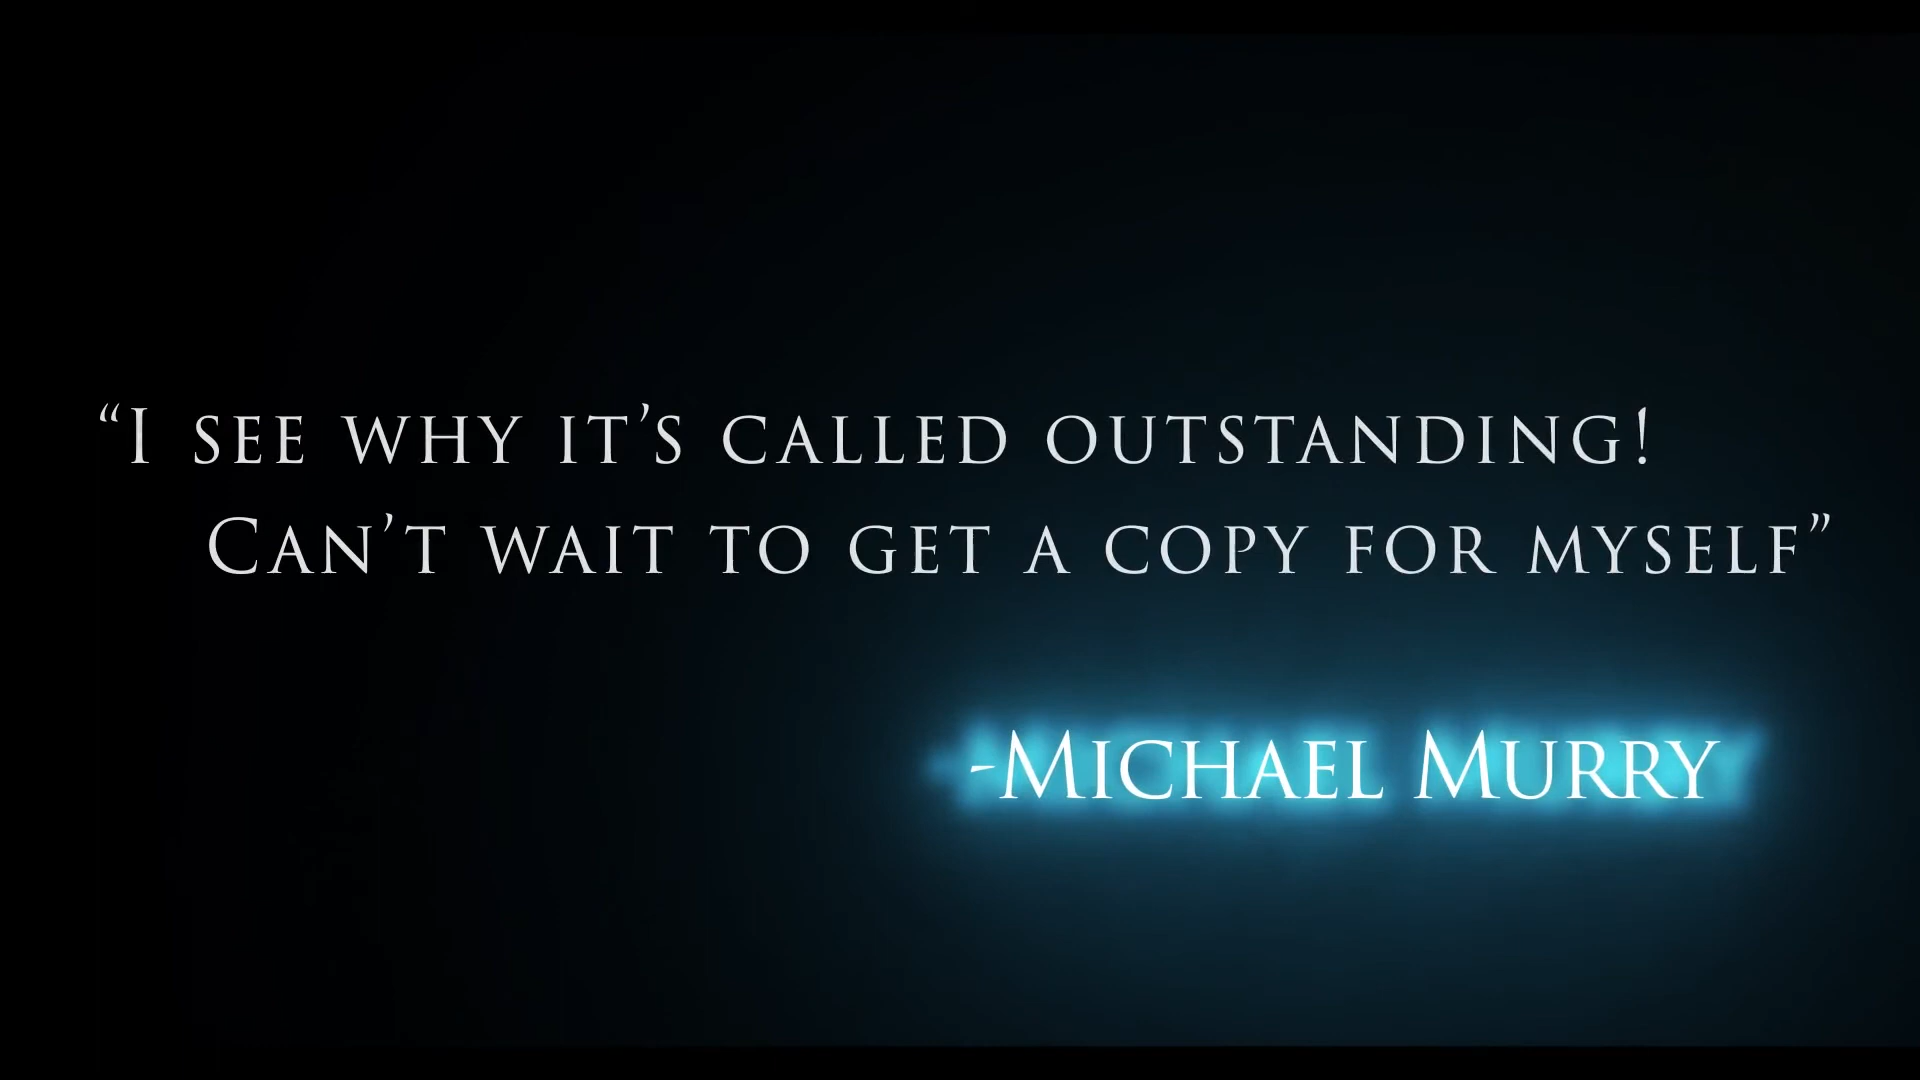 “I see why it’s called outstanding!
Can’t wait to get a copy for myself”
-Michael Murry